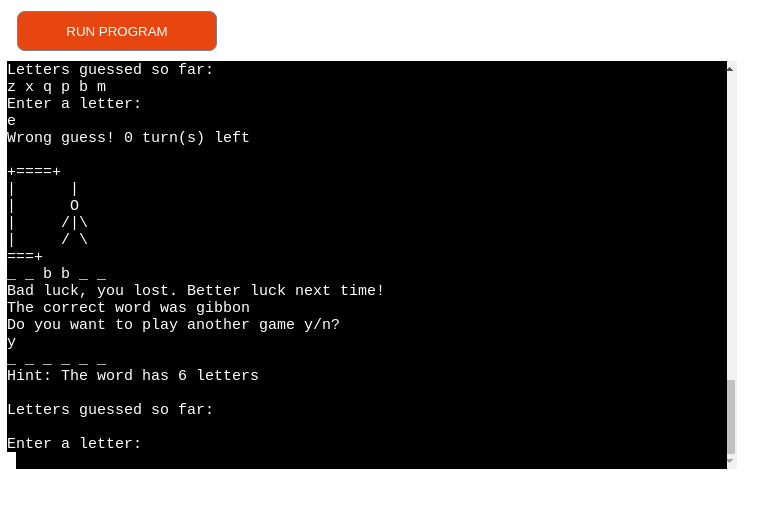 RUN PROGRAM
Letters guessed so far:
z x q p b m
Enter a letter:
e
Wrong guess! 0 turn(s) left
+====+
|      |
|      O
|     /|\
|     / \
===+
_ _ b b _ _
Bad luck, you lost. Better luck next time!
The correct word was gibbon
Do you want to play another game y/n?
y
_ _ _ _ _ _
Hint: The word has 6 letters
Letters guessed so far:
Enter a letter: